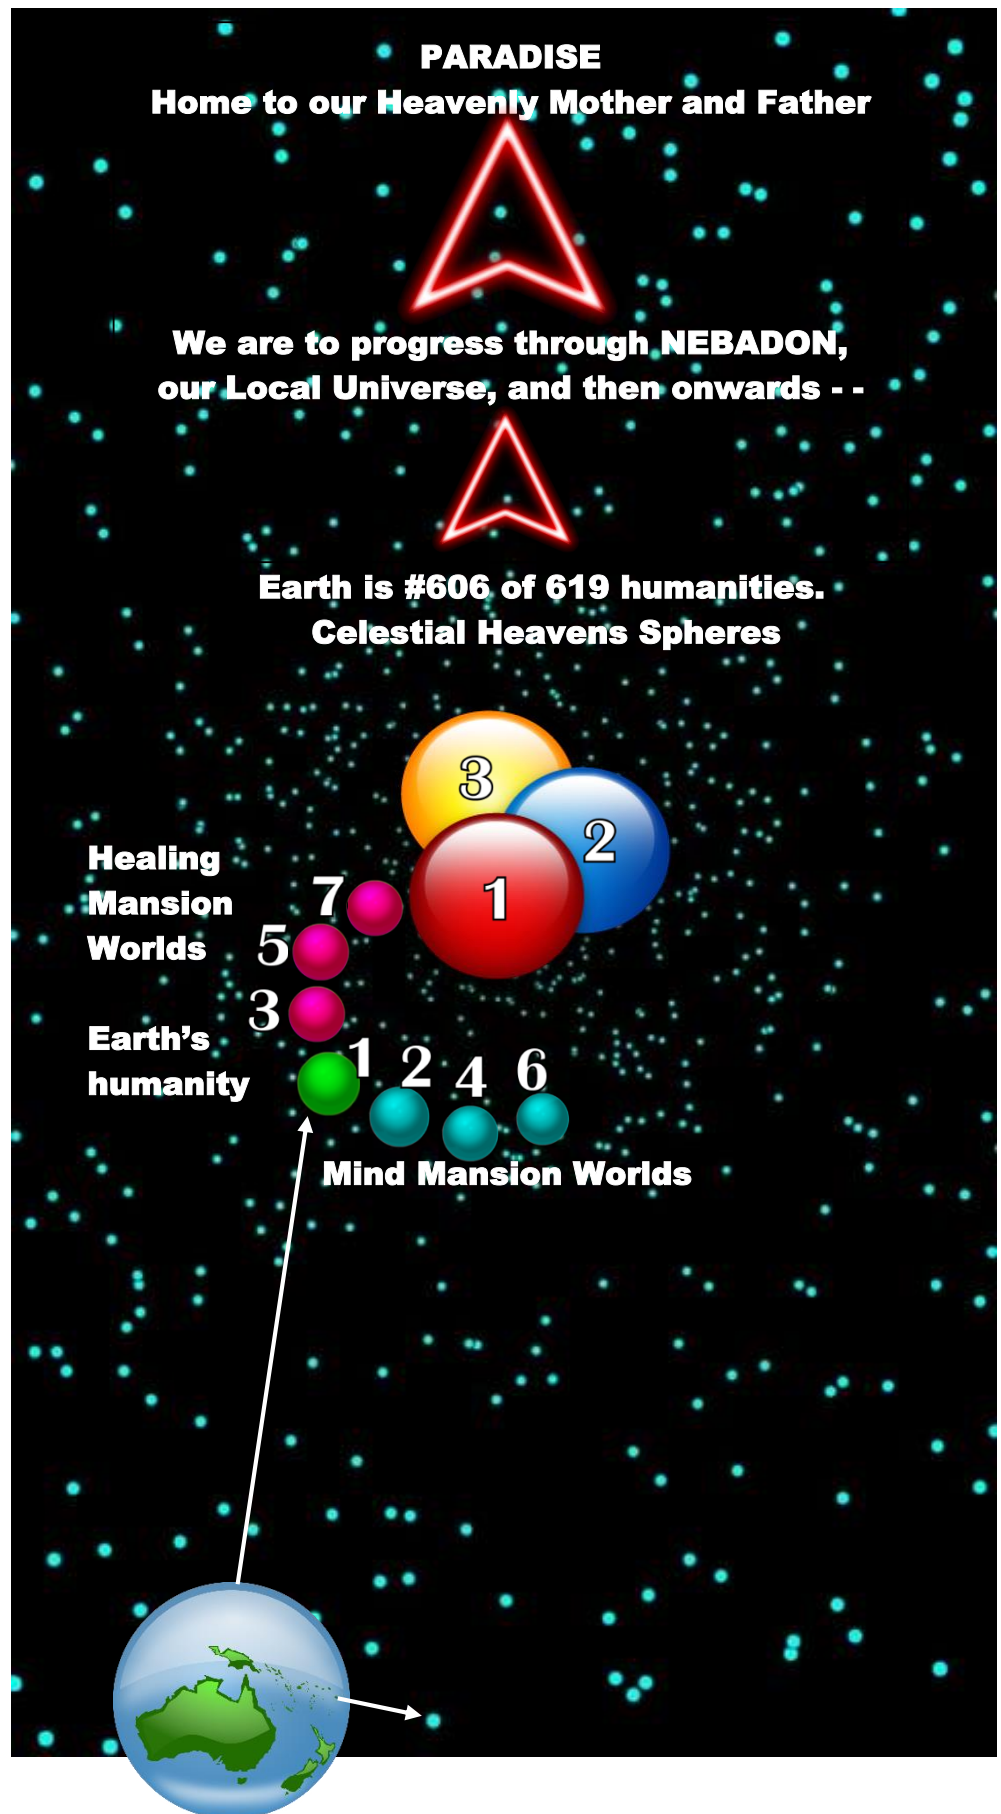 PARADISE
Home to our Heavenly Mother and Father
We are to progress through NEBADON,
our Local Universe, and then onwards - -
Earth is #606 of 619 humanities.
Celestial Heavens Spheres
3
2
1
Healing
Mansion
Worlds
7
5
3
Earth’s
humanity
1
2
4
6
Mind Mansion Worlds